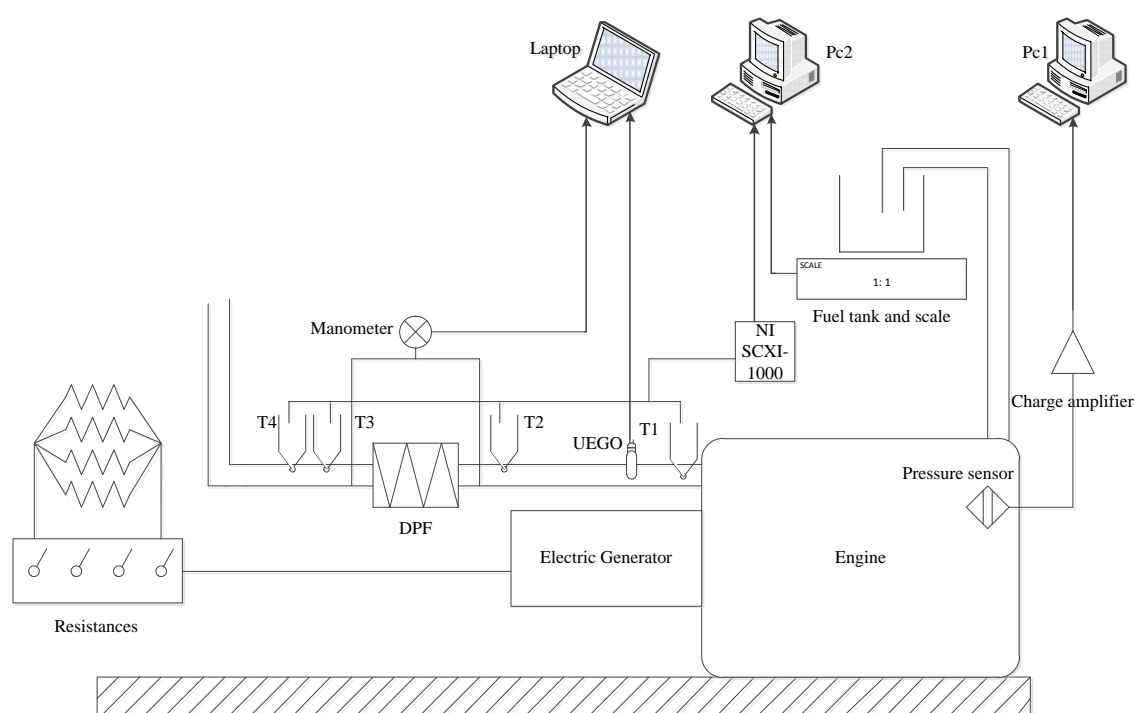 Laptop
Pc2
Pc1
SCALE
1: 1
Fuel tank and scale
Manometer
NI
SCXI-
1000
Charge amplifier
T4
T3
T2
T1
UEGO
Pressure sensor
DPF
Electric Generator
Engine
Resistances